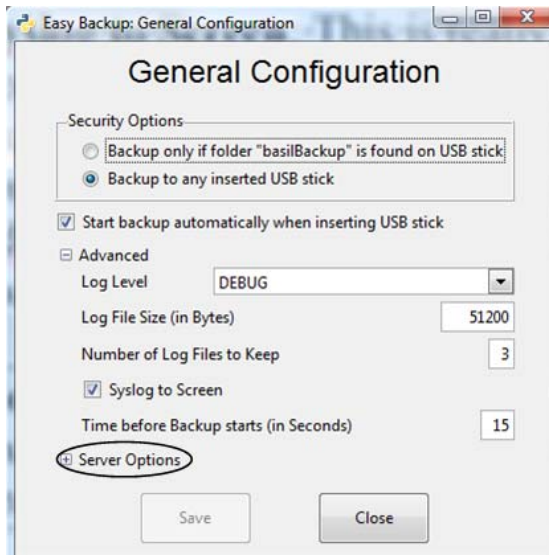 Easy Backup: General Configuration
General Configuration
Security Options
Backup only if folder "basilBackup" is found on USB stick
Backup to any inserted USB stick
Start backup automatically when inserting USB stick
Advanced
Log Level DEBUG
Log File Size (in Bytes) 51200
Number of Log Files to Keep 3
Syslog to Screen
Time before Backup starts (in Seconds) 15
Server Options
Save Close